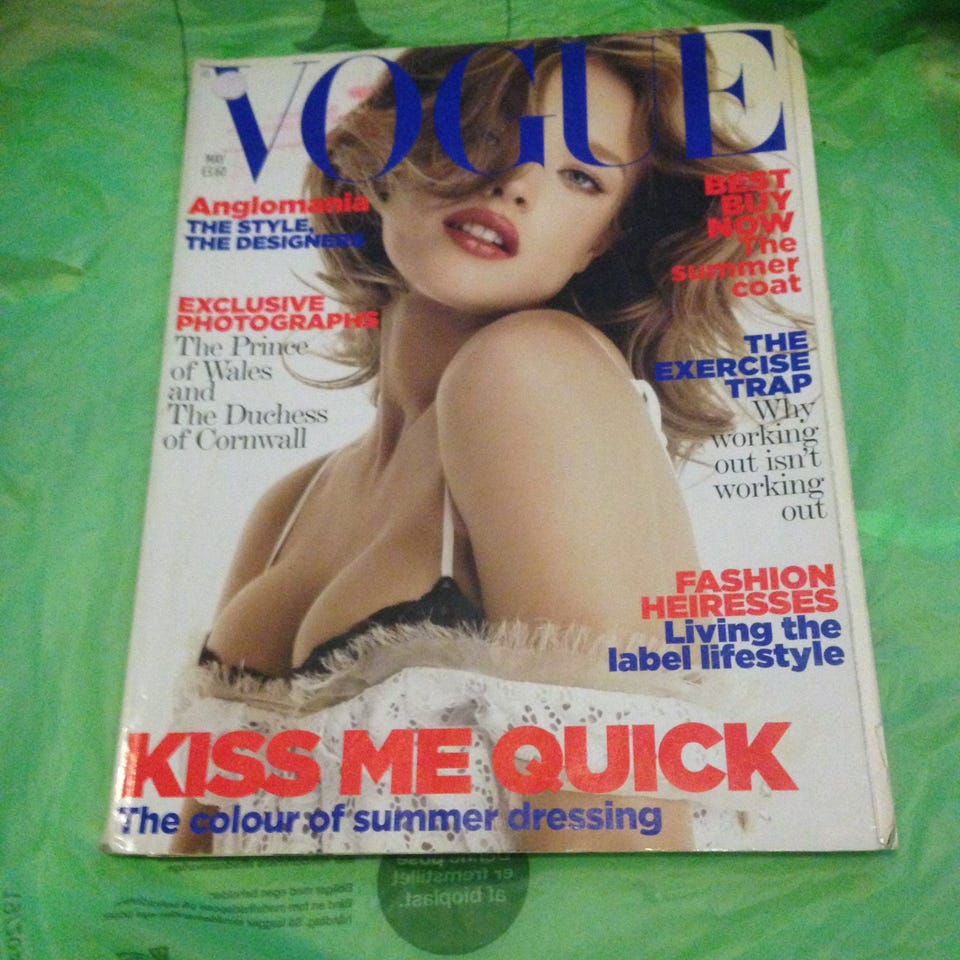 VOGUE
MAY
£3.60
Anglomania
THE STYLE,
THE DESIGNERS
EXCLUSIVE
PHOTOGRAPHS
The Prince
of Wales
and
The Duchess
of Cornwall
BEST
BUY
NOW
The
summer
coat
THE
EXERCISE
TRAP
Why
working
out isn't
working
out
FASHION
HEIRESSES
Living the
label lifestyle
KISS ME QUICK
The colour of summer dressing
Denne pose
er fremstillet
af bioplast.